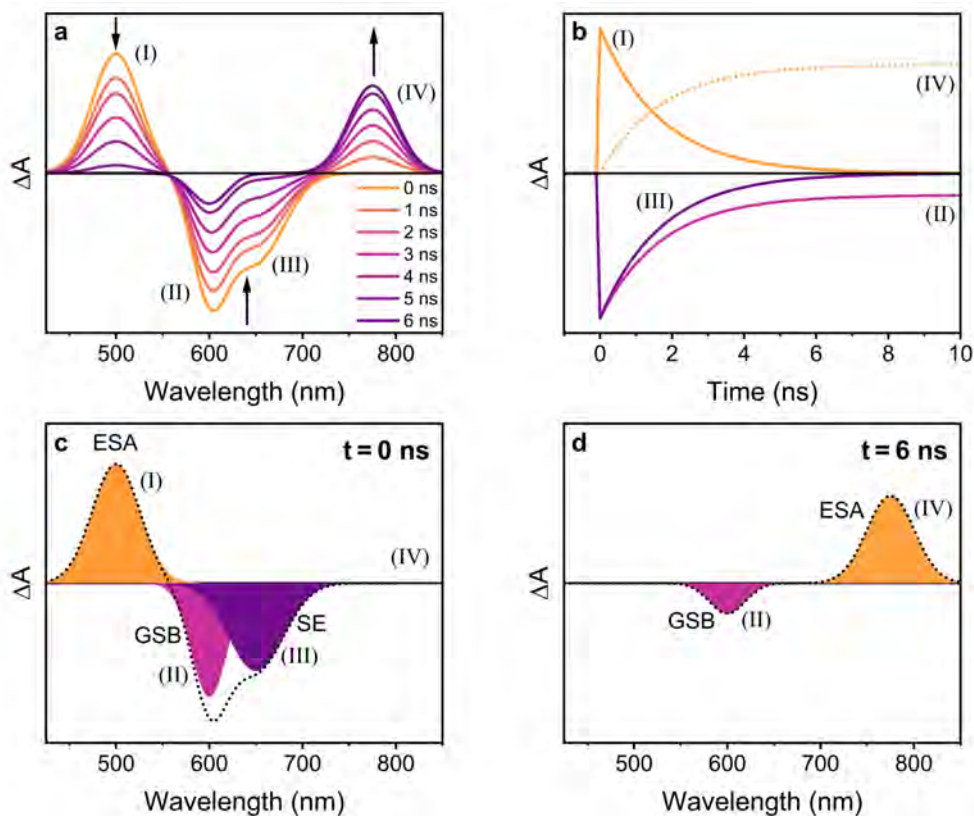 a
(I)
(IV)
(II)
(III)
0 ns
1 ns
2 ns
3 ns
4 ns
5 ns
6 ns
ΔA
500
600
700
800
Wavelength (nm)
b
(I)
(IV)
(III)
(II)
ΔA
0
2
4
6
8
10
Time (ns)
c
t = 0 ns
ESA
(I)
(IV)
GSB
SE
(II)
(III)
ΔA
500
600
700
800
Wavelength (nm)
d
t = 6 ns
ESA
(IV)
GSB
(II)
ΔA
500
600
700
800
Wavelength (nm)